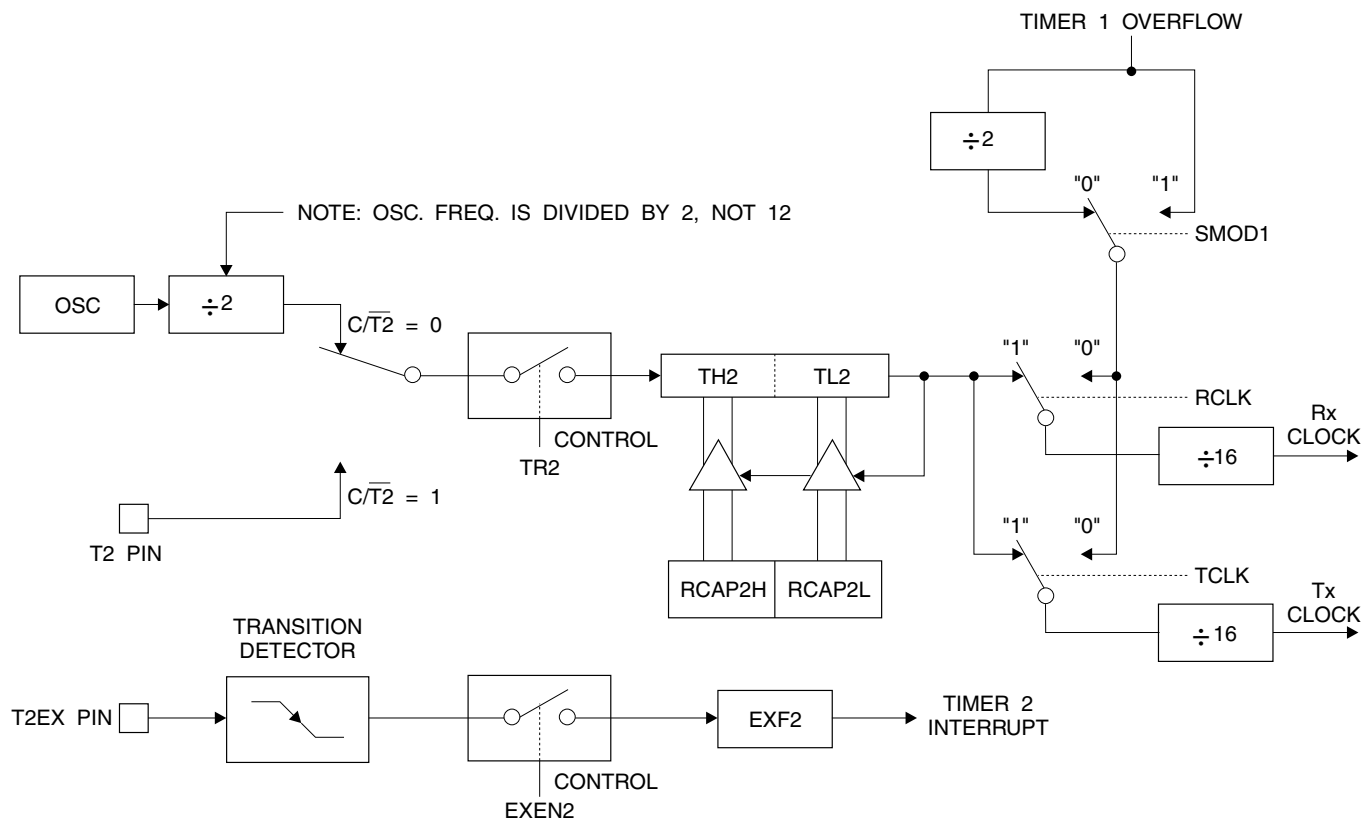 TIMER 1 OVERFLOW
÷2
"0"
"1"
NOTE: OSC. FREQ. IS DIVIDED BY 2, NOT 12
SMOD1
OSC
÷2
C/T2 = 0
"1"
"0"
TH2
TL2
RCLK
Rx
CLOCK
CONTROL
TR2
÷16
C/T2 = 1
T2 PIN
"1"
"0"
RCAP2H
RCAP2L
TCLK
Tx
CLOCK
÷16
TRANSITION
DETECTOR
T2EX PIN
EXF2
TIMER 2
INTERRUPT
CONTROL
EXEN2